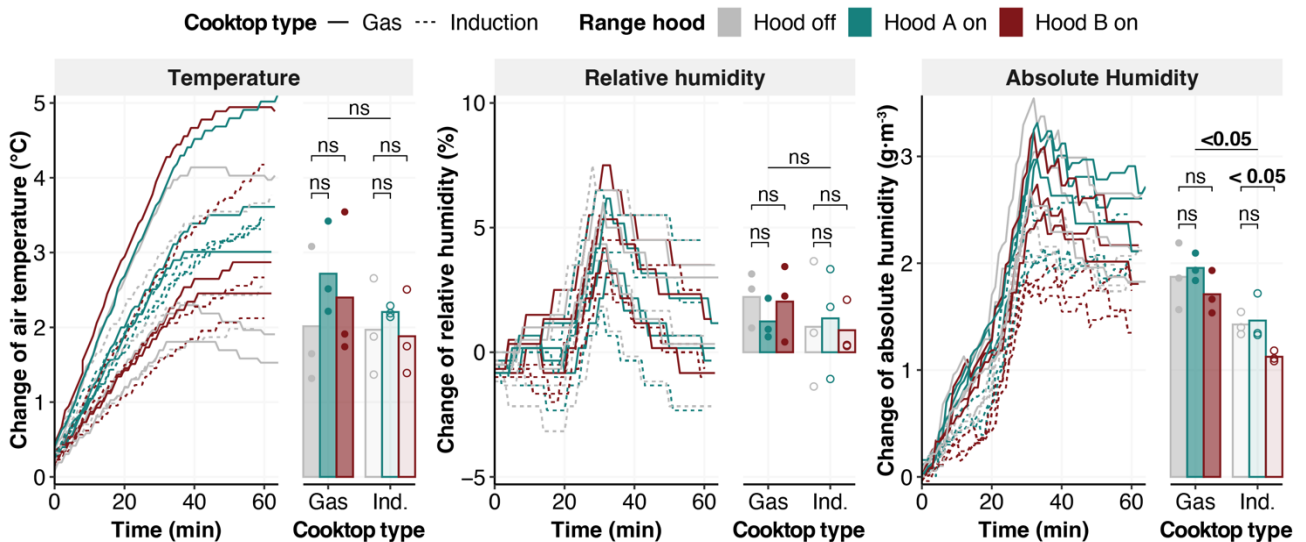 Cooktop type Gas Induction Range hood Hood off Hood A on Hood B on
Temperature
Change of air temperature (°C)
5
4
3
2
1
0
0 20 40 60
Time (min)
ns
ns ns
ns ns
Gas Ind.
Cooktop type
Relative humidity
Change of relative humidity (%)
10
5
0
−5
0 20 40 60
Time (min)
ns
ns ns
ns ns
Gas Ind.
Cooktop type
Absolute Humidity
Change of absolute humidity (g·m⁻³)
3
2
1
0
0 20 40 60
Time (min)
<0.05
ns < 0.05
ns ns
Gas Ind.
Cooktop type